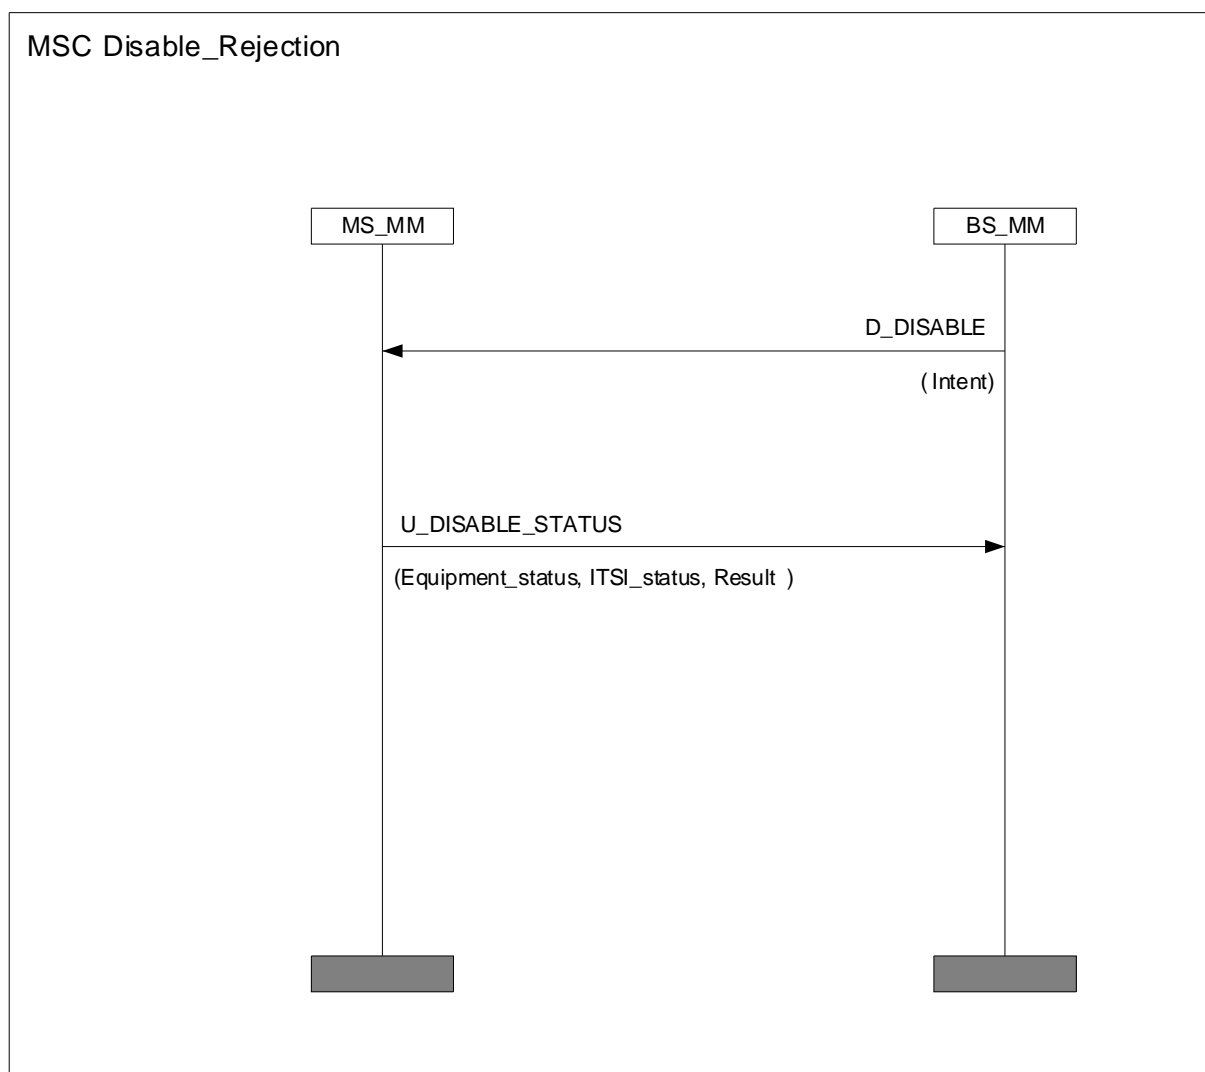 MSC Disable_Rejection
MS_MM
BS_MM
D_DISABLE
( Intent)
U_DISABLE_STATUS
(Equipment_status, ITSI_status, Result )